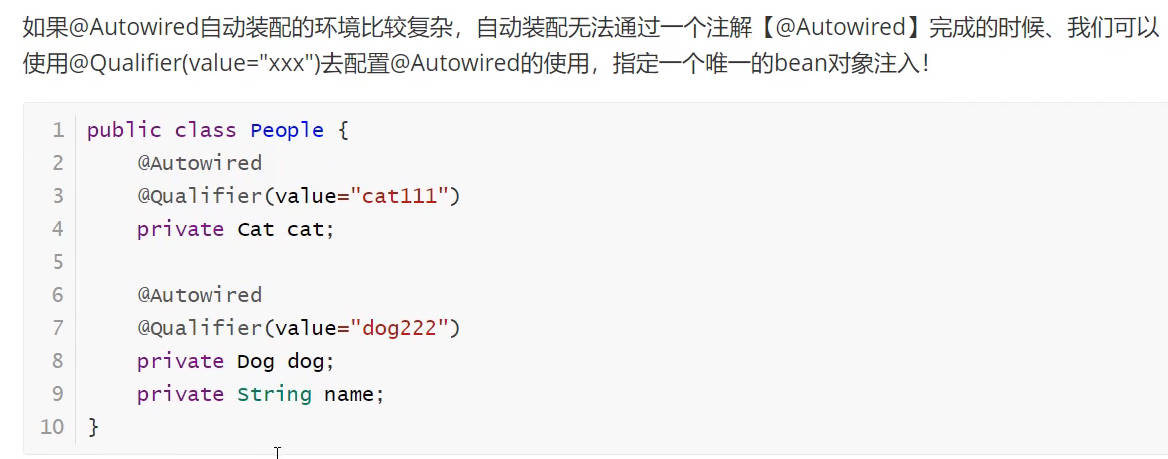 如果@Autowired自动装配的环境比较复杂，自动装配无法通过一个注解【@Autowired】完成的时候、我们可以
使用@Qualifier(value="xxx")去配置@Autowired的使用，指定一个唯一的bean对象注入！
1 public class People {
2     @Autowired
3     @Qualifier(value="cat111")
4     private Cat cat;
5
6     @Autowired
7     @Qualifier(value="dog222")
8     private Dog dog;
9     private String name;
10 }